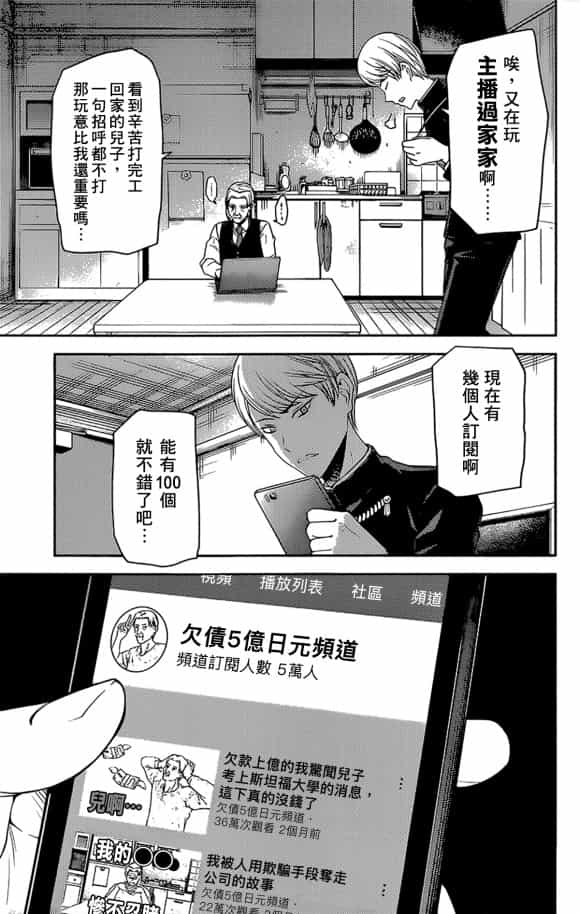 唉，又在玩
主播過家家
啊……
看到辛苦打完工
回家的兒子，
一句招呼都不打
那玩意比我還重要嗎…
現在有
幾個人訂閱啊
能有100個
就不錯了吧…
視頻 播放列表 社區 頻道
欠債5億日元頻道
頻道訂閱人數 5萬人
欠款上億的我驚聞兒子
考上斯坦福大學的消息，
這下真的沒錢了
欠債5億日元頻道．
36萬次觀看 2個月前
兒啊…
我被人用欺騙手段奪走
公司的故事
欠債5億日元頻道．
22萬次觀看
我的
慘不忍睹